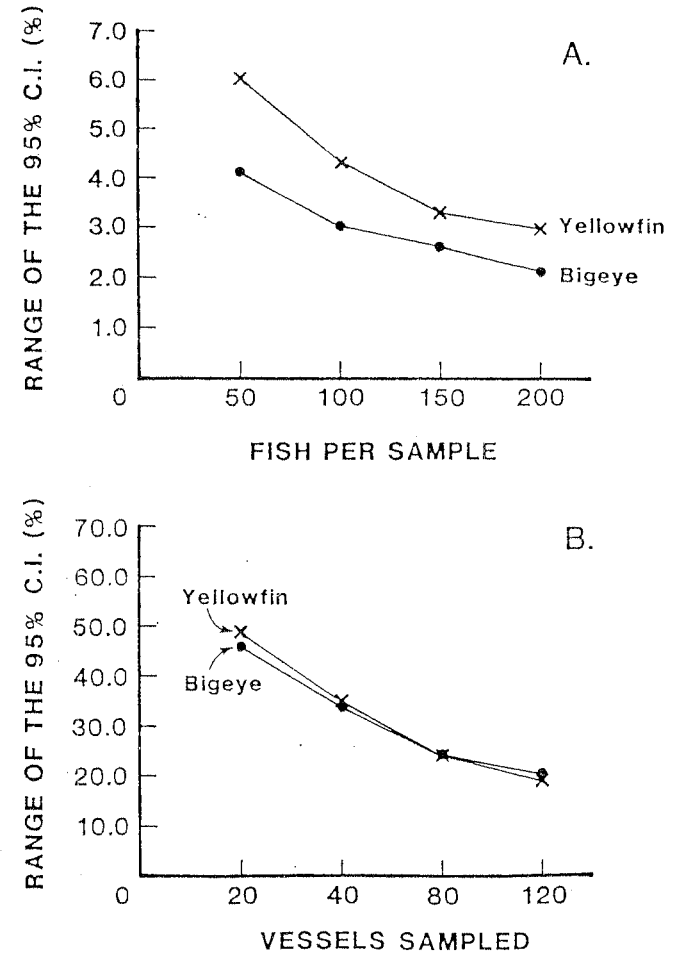 A.
RANGE OF THE 95% C.I. (%)
7.0
6.0
5.0
4.0
3.0
2.0
1.0
0
Yellowfin
Bigeye
50 100 150 200
FISH PER SAMPLE
B.
RANGE OF THE 95% C.I. (%)
70.0
60.0
50.0
40.0
30.0
20.0
10.0
0
Yellowfin
Bigeye
20 40 80 120
VESSELS SAMPLED